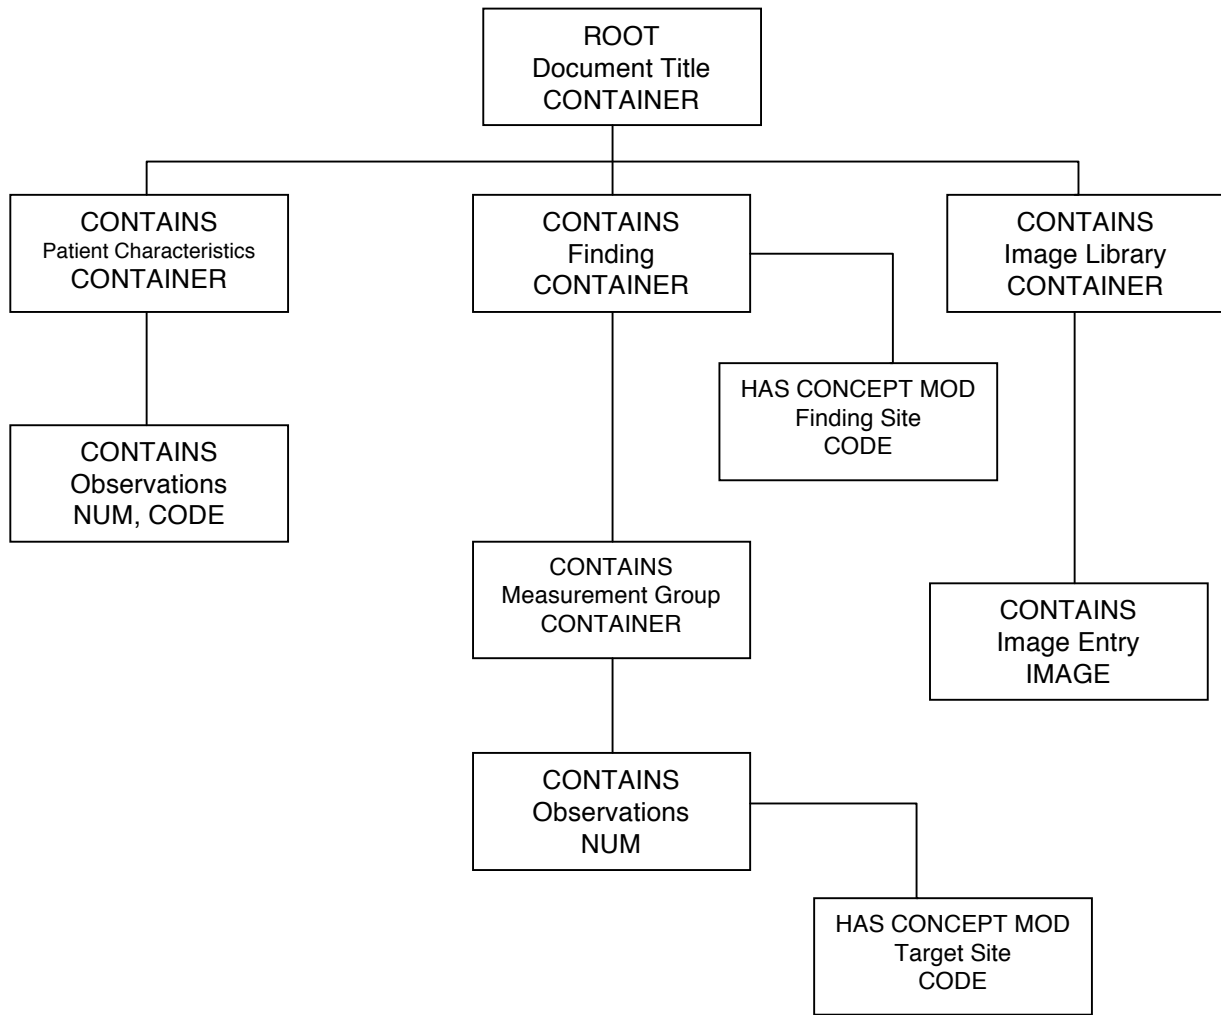 ROOT
Document Title
CONTAINER
CONTAINS
Patient Characteristics
CONTAINER
CONTAINS
Finding
CONTAINER
CONTAINS
Image Library
CONTAINER
HAS CONCEPT MOD
Finding Site
CODE
CONTAINS
Observations
NUM, CODE
CONTAINS
Measurement Group
CONTAINER
CONTAINS
Image Entry
IMAGE
CONTAINS
Observations
NUM
HAS CONCEPT MOD
Target Site
CODE